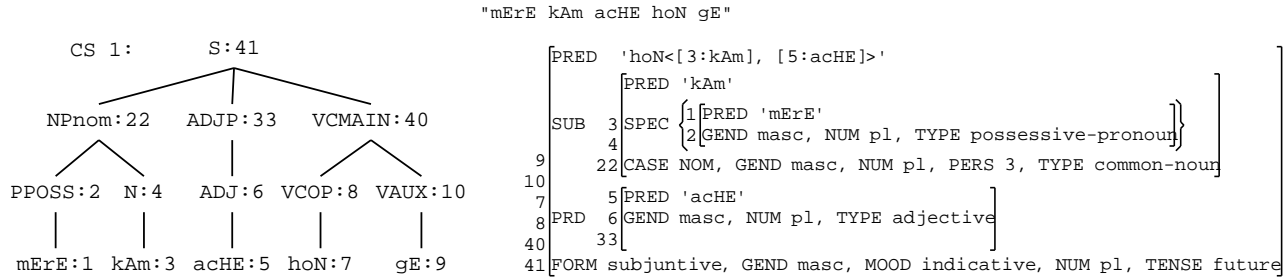 "mErE kAm acHE hoN gE"
CS 1: S:41
NPnom:22 ADJP:33 VCMAIN:40
PPOSS:2 N:4 ADJ:6 VCOP:8 VAUX:10
mErE:1 kAm:3 acHE:5 hoN:7 gE:9
PRED 'hoN<[3:kAm], [5:acHE]>'
PRED 'kAm'
1 PRED 'mErE'
SUB 3 SPEC
2 GEND masc, NUM pl, TYPE possessive-pronoun
4
9 22 CASE NOM, GEND masc, NUM pl, PERS 3, TYPE common-noun
10
7 5 PRED 'acHE'
8 PRD 6 GEND masc, NUM pl, TYPE adjective
40 33
41 FORM subjuntive, GEND masc, MOOD indicative, NUM pl, TENSE future